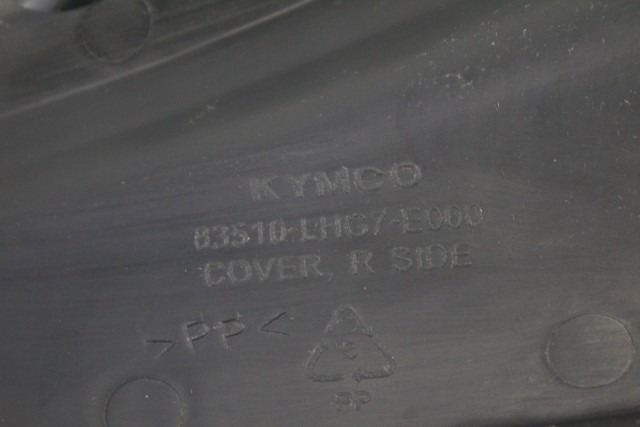 KYMCO
83510-LHC7-E000
COVER, R SIDE
>PP<
5
PP